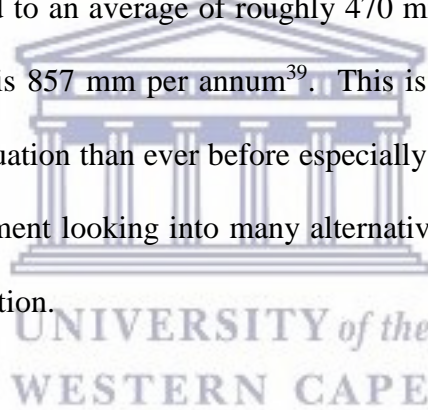 d to an average of roughly 470 m
is 857 mm per annum³⁹. This is
uation than ever before especially
ment looking into many alternativ
tion.
UNIVERSITY of the
WESTERN CAPE